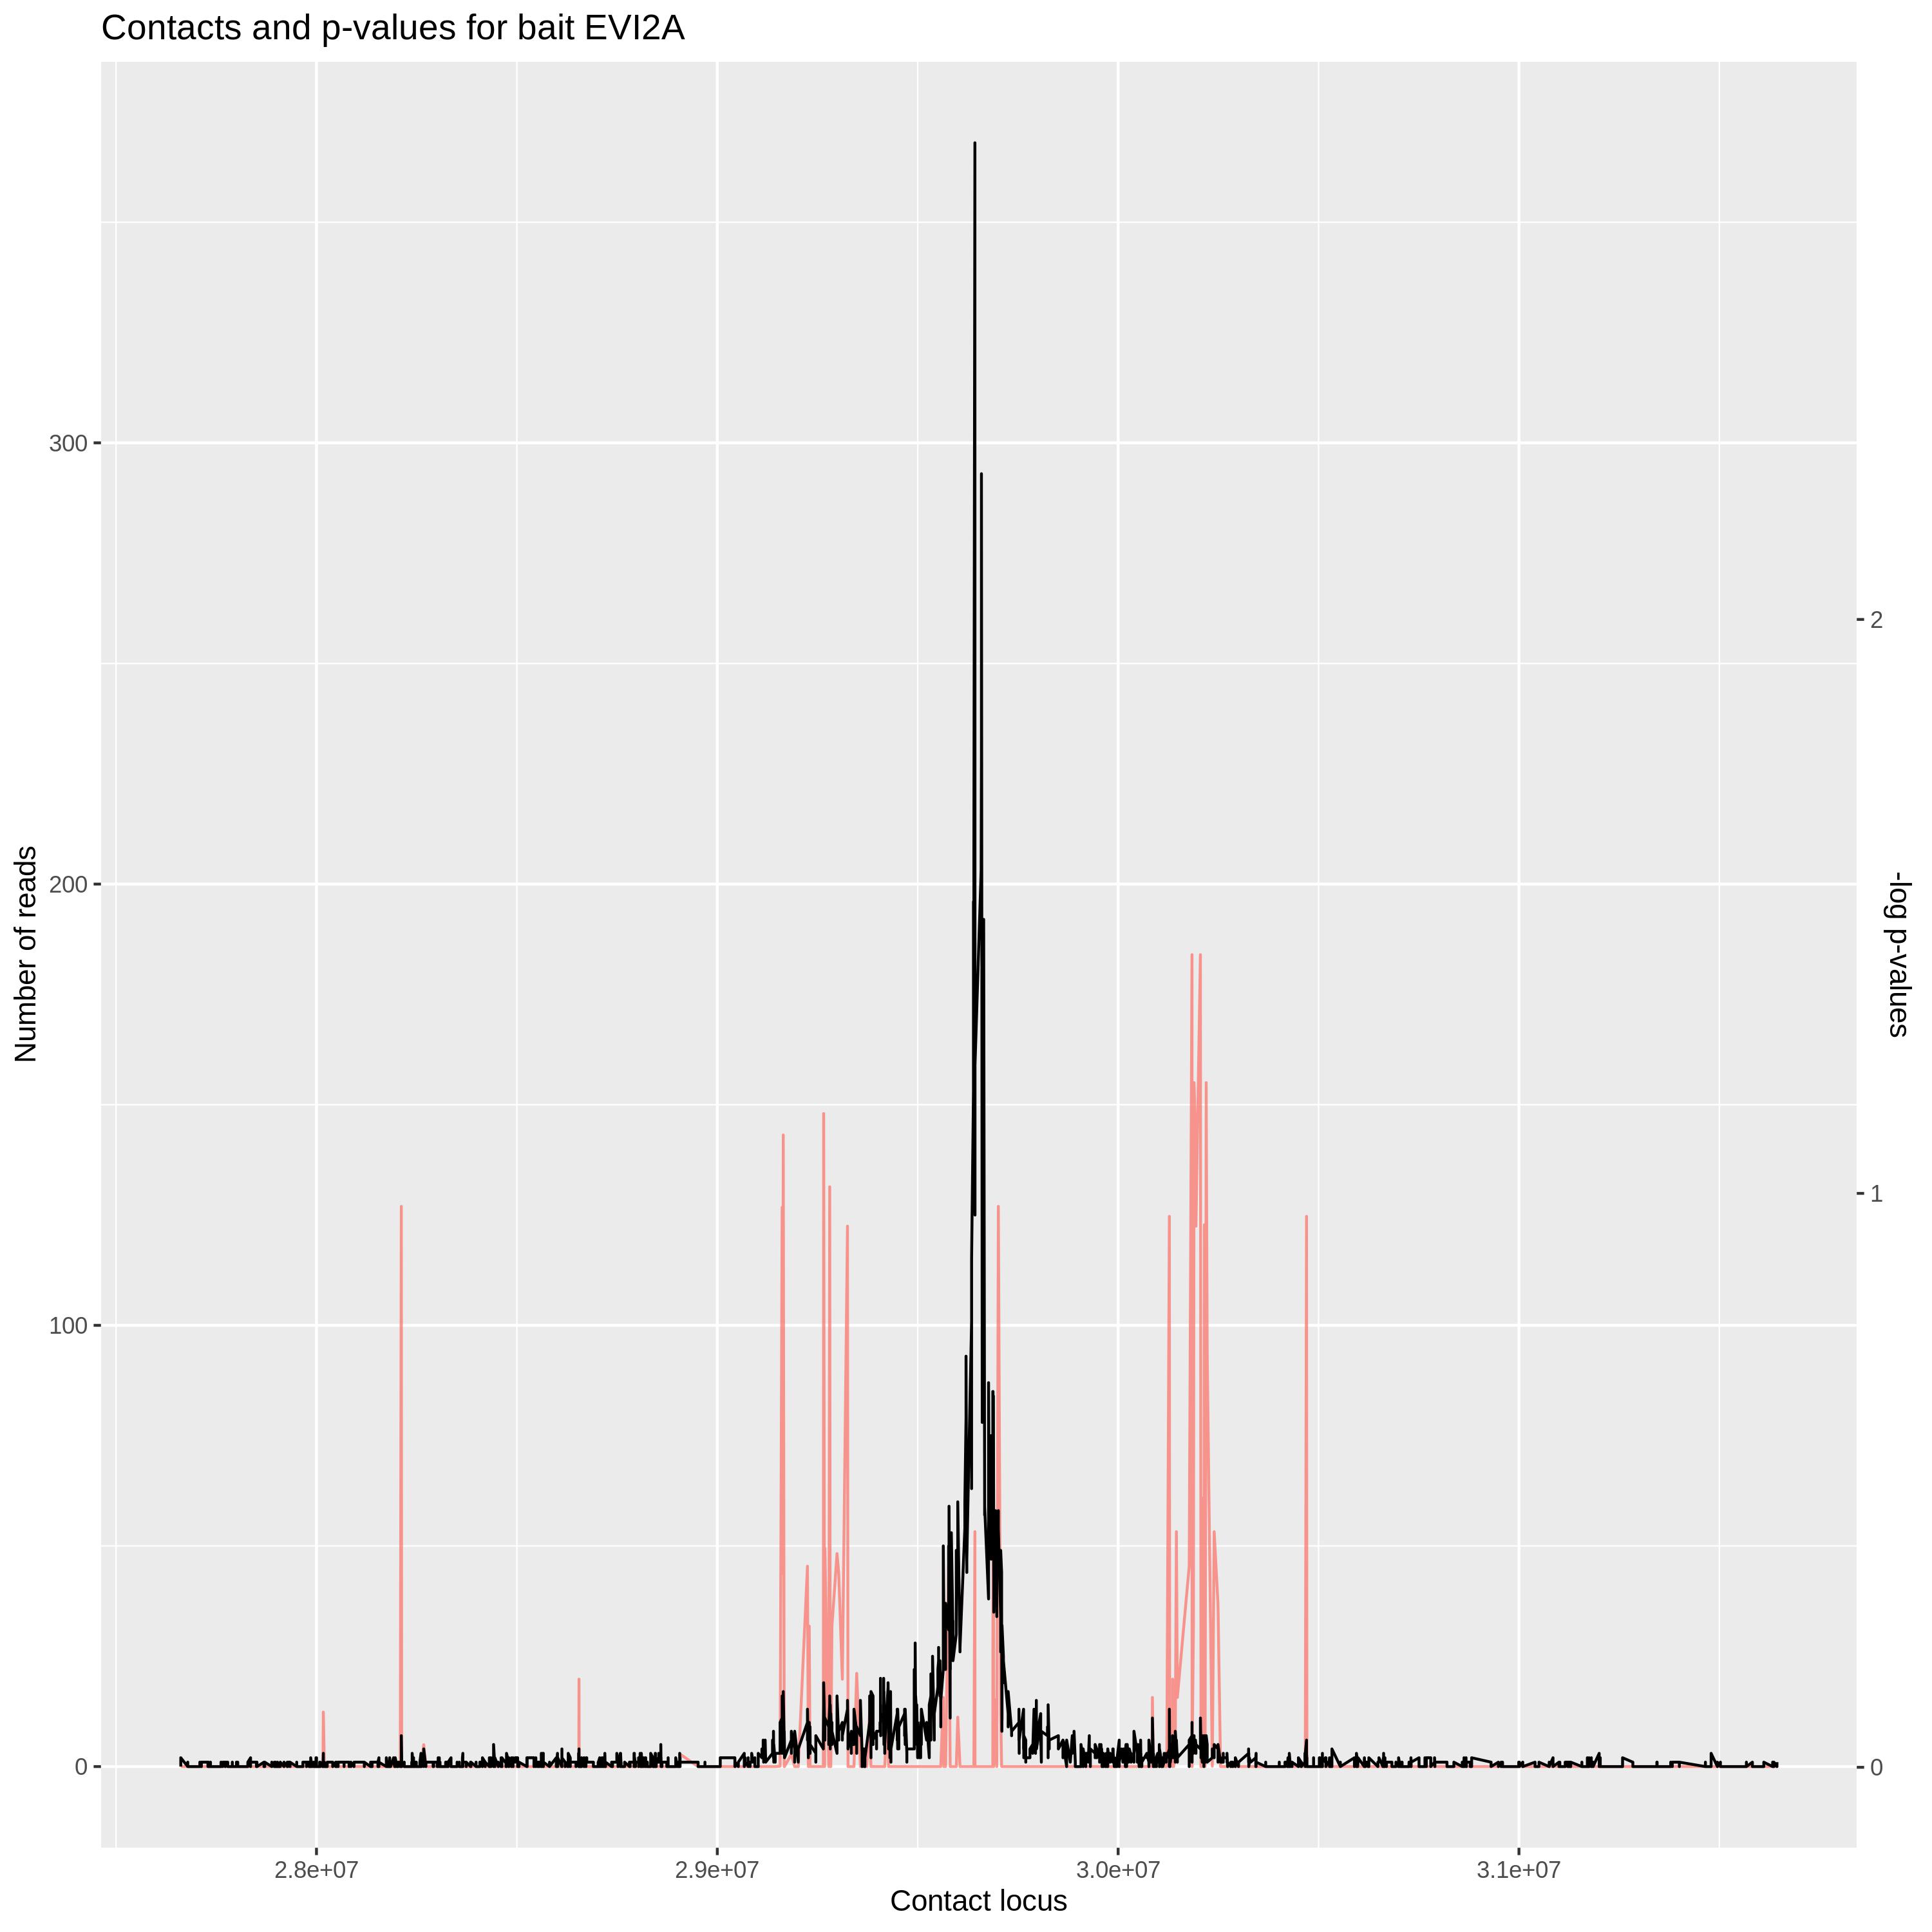 Contacts and p-values for bait EVI2A
300
200
100
0
Number of reads
2
1
0
-log p-values
2.8e+07
2.9e+07
3.0e+07
3.1e+07
Contact locus